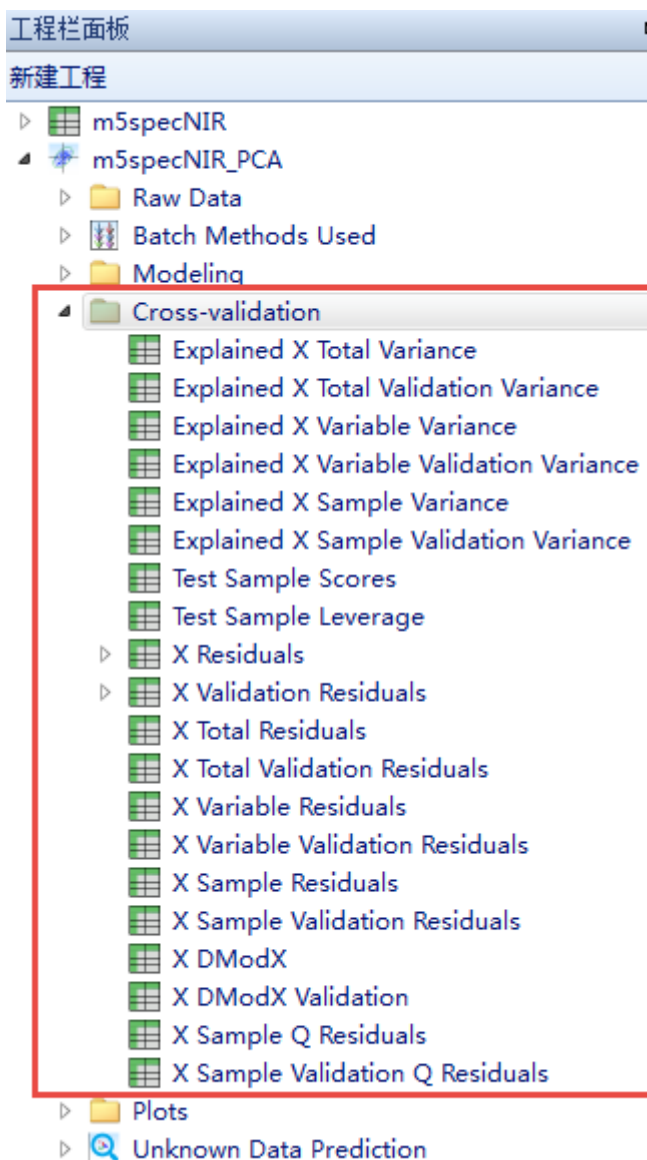 工程栏面板
新建工程
m5specNIR
m5specNIR_PCA
Raw Data
Batch Methods Used
Modeling
Cross-validation
Explained X Total Variance
Explained X Total Validation Variance
Explained X Variable Variance
Explained X Variable Validation Variance
Explained X Sample Variance
Explained X Sample Validation Variance
Test Sample Scores
Test Sample Leverage
X Residuals
X Validation Residuals
X Total Residuals
X Total Validation Residuals
X Variable Residuals
X Variable Validation Residuals
X Sample Residuals
X Sample Validation Residuals
X DModX
X DModX Validation
X Sample Q Residuals
X Sample Validation Q Residuals
Plots
Unknown Data Prediction